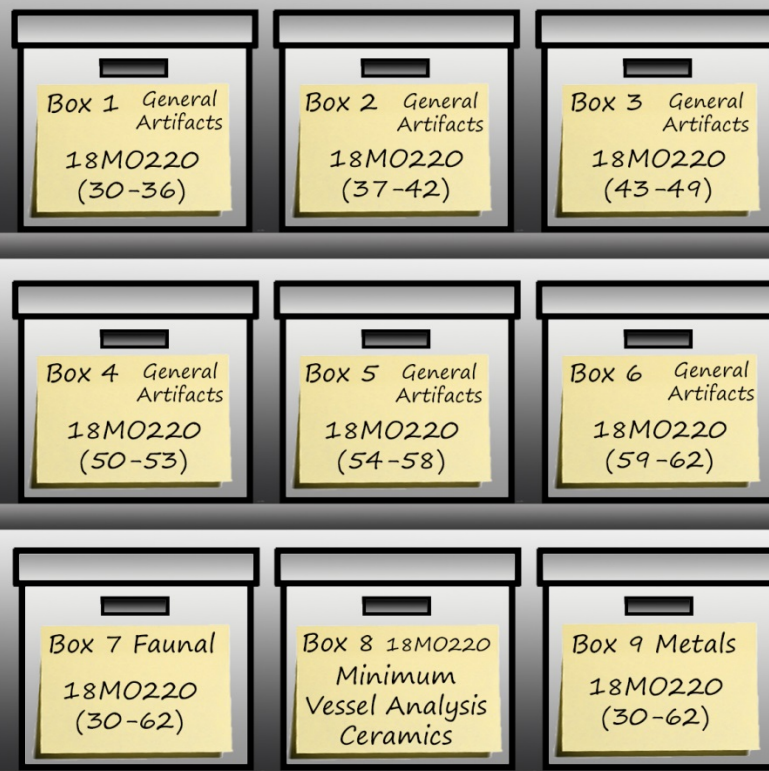 Box 1 General
Artifacts
18MO220
(30-36)
Box 2 General
Artifacts
18MO220
(37-42)
Box 3 General
Artifacts
18MO220
(43-49)
Box 4 General
Artifacts
18MO220
(50-53)
Box 5 General
Artifacts
18MO220
(54-58)
Box 6 General
Artifacts
18MO220
(59-62)
Box 7 Faunal
18MO220
(30-62)
Box 8 18MO220
Minimum
Vessel Analysis
Ceramics
Box 9 Metals
18MO220
(30-62)